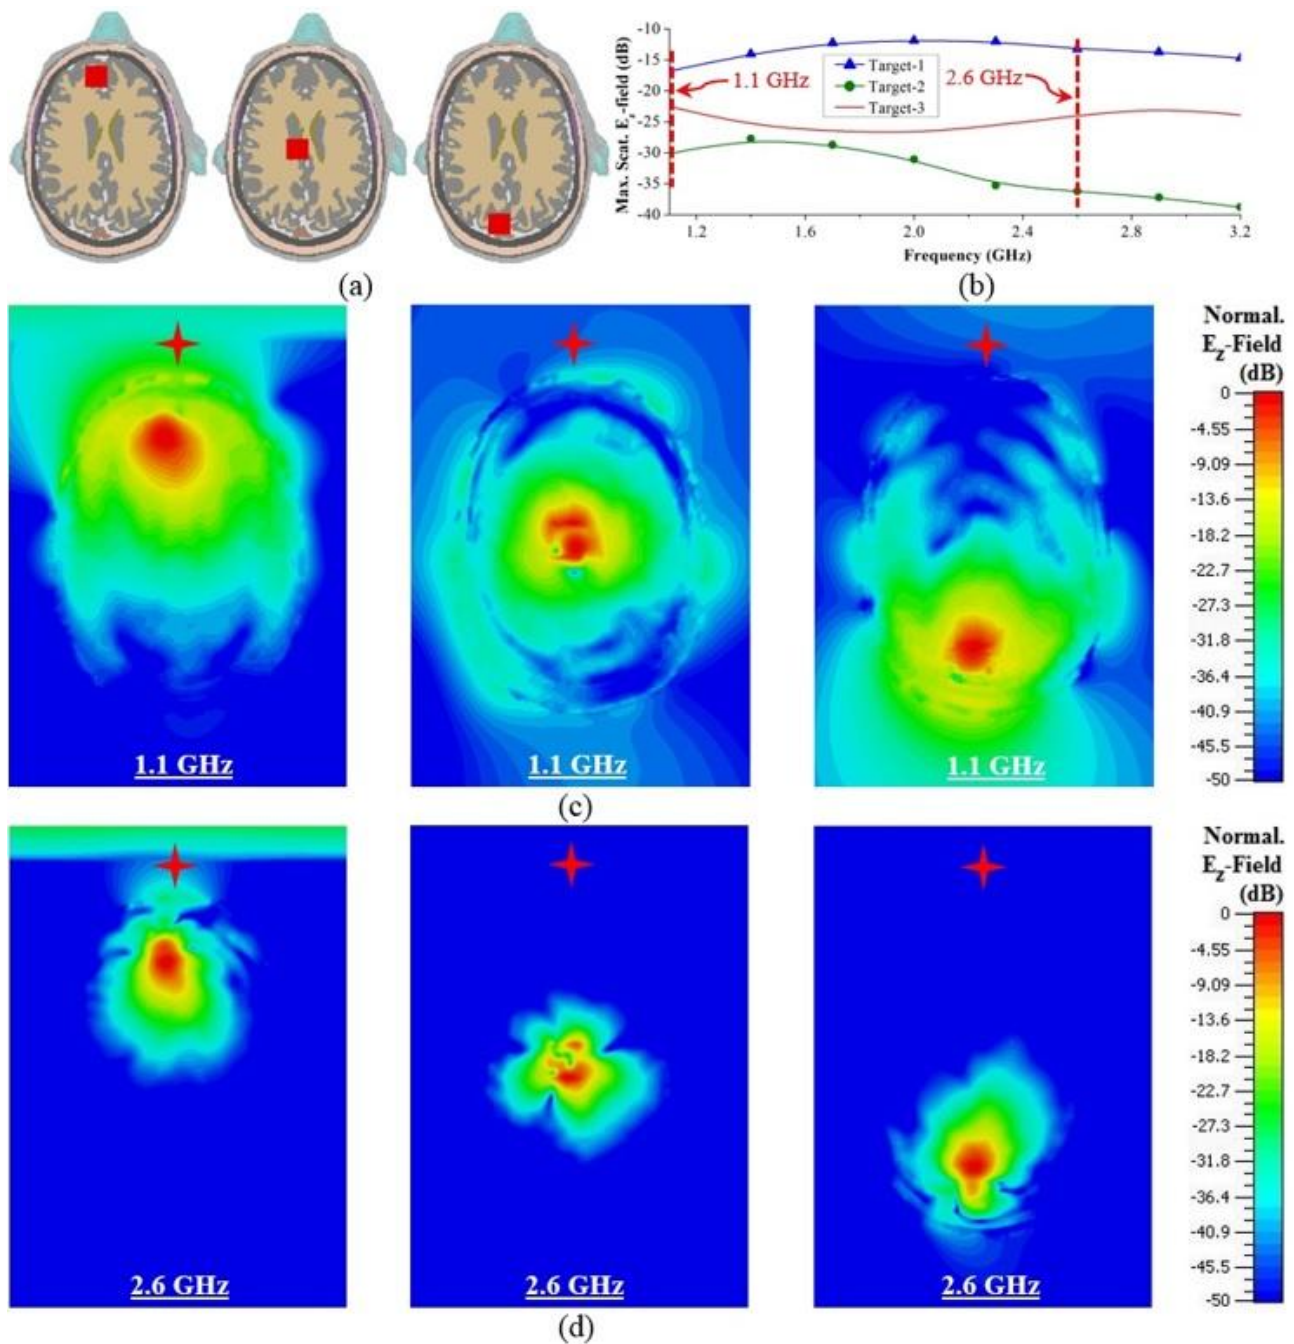 -10
-15
-20
-25
-30
-35
-40
Max. Scat. Ez-field (dB)
Target-1
Target-2
Target-3
1.1 GHz
2.6 GHz
1.2
1.6
2.0
2.4
2.8
3.2
Frequency (GHz)
(a)
(b)
Normal.
Ez-Field
(dB)
0
-4.55
-9.09
-13.6
-18.2
-22.7
-27.3
-31.8
-36.4
-40.9
-45.5
-50
1.1 GHz
1.1 GHz
1.1 GHz
(c)
Normal.
Ez-Field
(dB)
0
-4.55
-9.09
-13.6
-18.2
-22.7
-27.3
-31.8
-36.4
-40.9
-45.5
-50
2.6 GHz
2.6 GHz
2.6 GHz
(d)